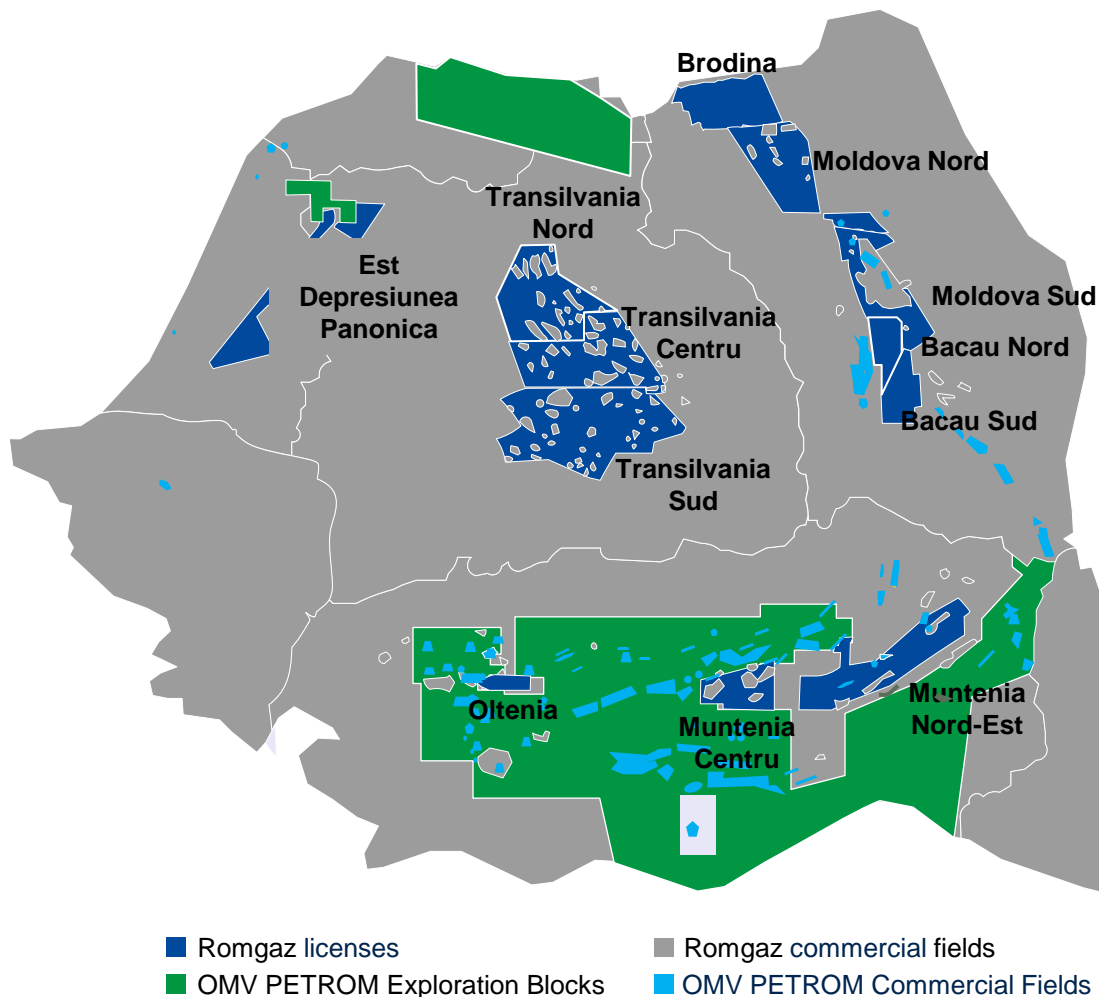 Brodina
Moldova Nord
Transilvania
Nord
Est
Depresiunea
Panonica
Moldova Sud
Transilvania
Centru
Bacau Nord
Bacau Sud
Transilvania
Sud
Oltenia
Muntenia
Centru
Muntenia
Nord-Est
Romgaz licenses
Romgaz commercial fields
OMV PETROM Exploration Blocks
OMV PETROM Commercial Fields